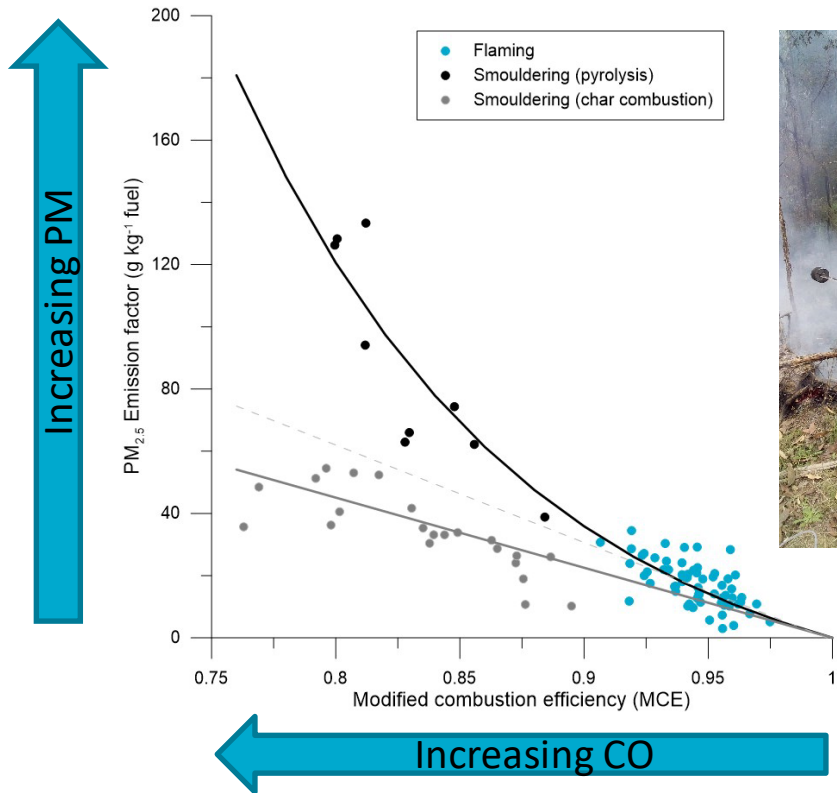 200
Flaming
Smouldering (pyrolysis)
Smouldering (char combustion)
160
120
80
40
0
PM2.5 Emission factor (g kg-1 fuel)
Increasing PM
0.75 0.8 0.85 0.9 0.95 1
Modified combustion efficiency (MCE)
Increasing CO